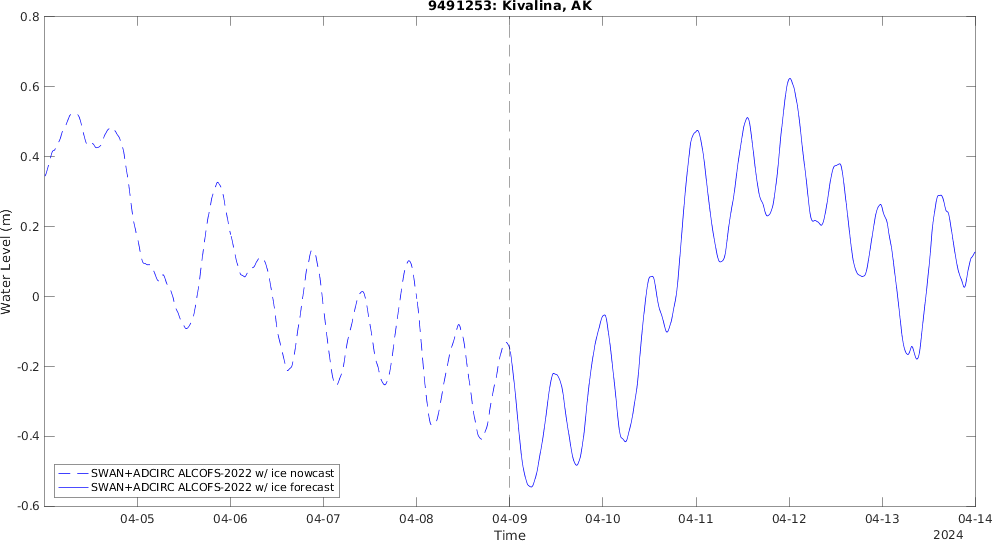 9491253: Kivalina, AK
Water Level (m)
0.8
0.6
0.4
0.2
0
-0.2
-0.4
-0.6
SWAN+ADCIRC ALCOFS-2022 w/ ice nowcast
SWAN+ADCIRC ALCOFS-2022 w/ ice forecast
04-05 04-06 04-07 04-08 04-09 04-10 04-11 04-12 04-13 04-14
Time
2024